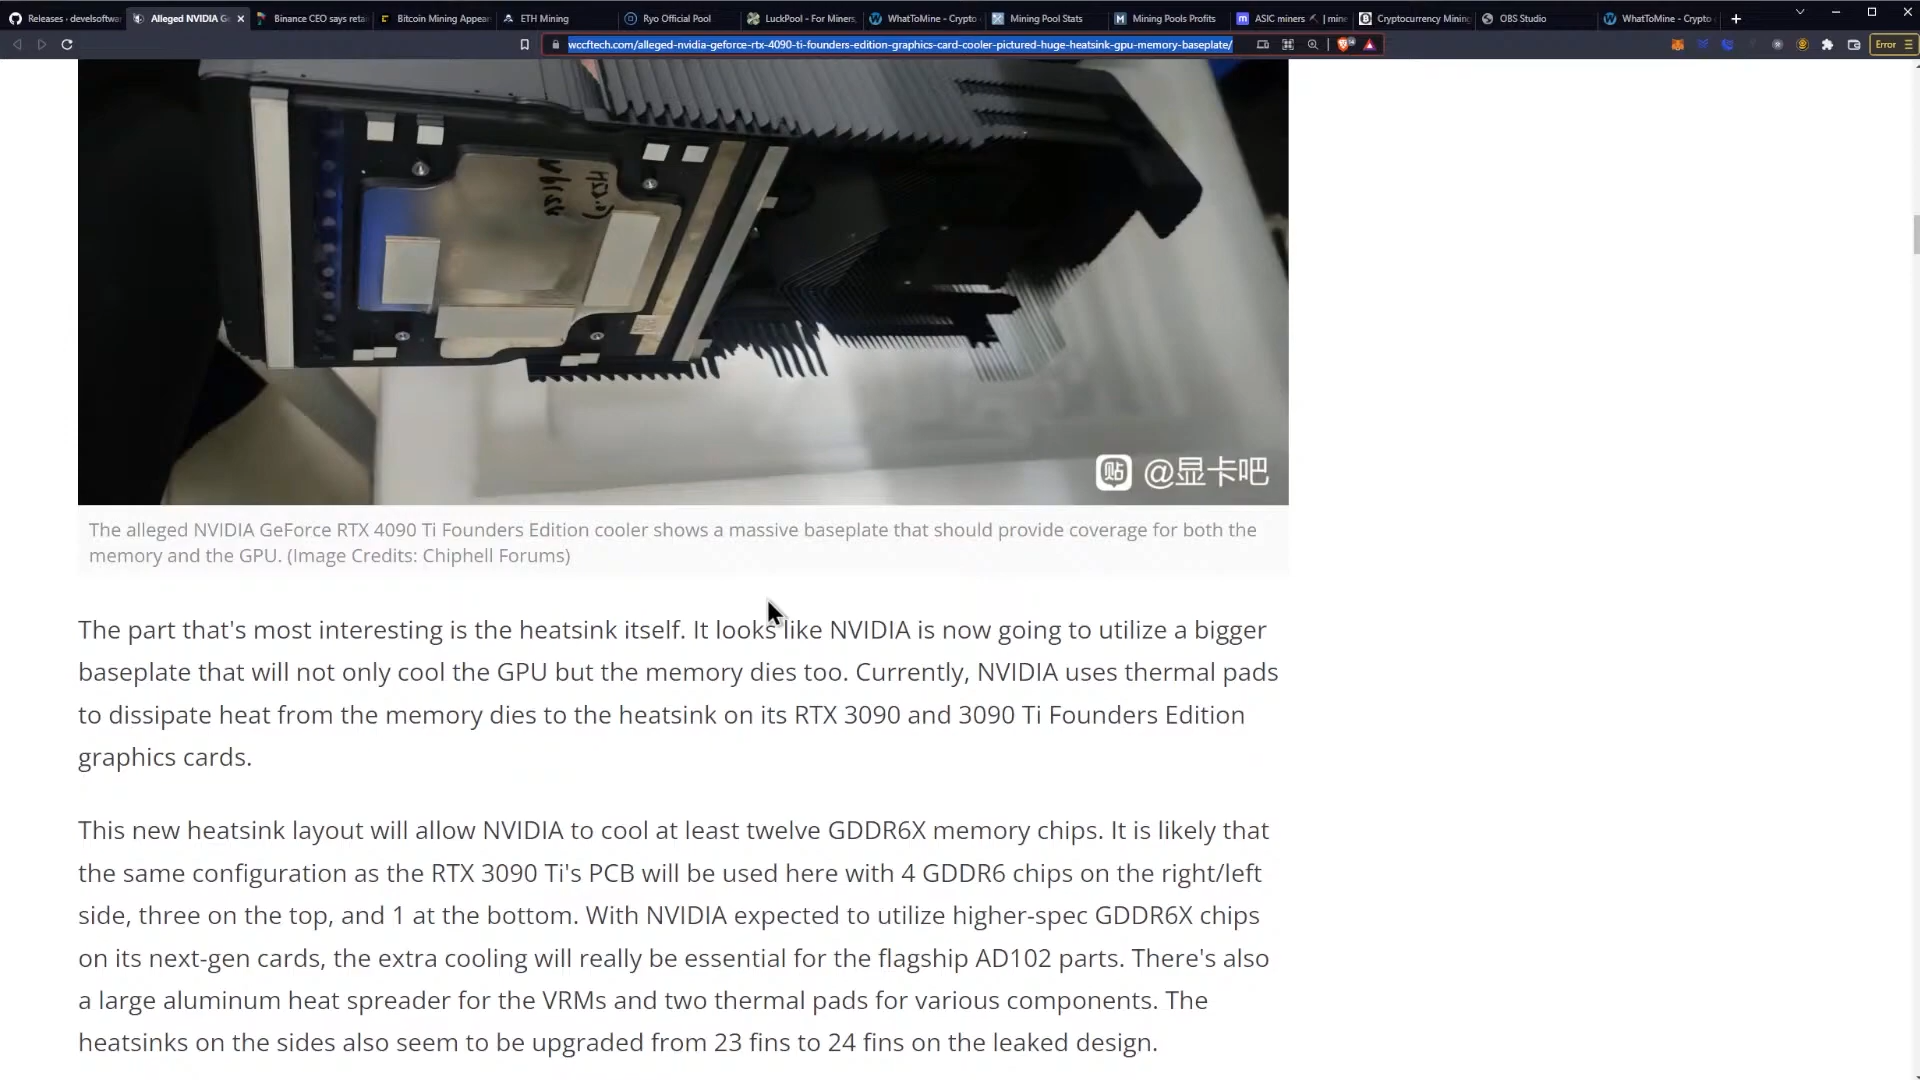 Releases · develsoftwar
Alleged NVIDIA Ge
Binance CEO says retai
Bitcoin Mining Appear
ETH Mining
Ryo Official Pool
LuckPool - For Miners,
WhatToMine - Crypto
Mining Pool Stats
Mining Pools Profits
ASIC miners ⛏ | mine
Cryptocurrency Mining
OBS Studio
WhatToMine - Crypto
wccftech.com/alleged-nvidia-geforce-rtx-4090-ti-founders-edition-graphics-card-cooler-pictured-huge-heatsink-gpu-memory-baseplate/
Error
贴 @显卡吧
The alleged NVIDIA GeForce RTX 4090 Ti Founders Edition cooler shows a massive baseplate that should provide coverage for both the
memory and the GPU. (Image Credits: Chiphell Forums)
The part that's most interesting is the heatsink itself. It looks like NVIDIA is now going to utilize a bigger
baseplate that will not only cool the GPU but the memory dies too. Currently, NVIDIA uses thermal pads
to dissipate heat from the memory dies to the heatsink on its RTX 3090 and 3090 Ti Founders Edition
graphics cards.
This new heatsink layout will allow NVIDIA to cool at least twelve GDDR6X memory chips. It is likely that
the same configuration as the RTX 3090 Ti's PCB will be used here with 4 GDDR6 chips on the right/left
side, three on the top, and 1 at the bottom. With NVIDIA expected to utilize higher-spec GDDR6X chips
on its next-gen cards, the extra cooling will really be essential for the flagship AD102 parts. There's also
a large aluminum heat spreader for the VRMs and two thermal pads for various components. The
heatsinks on the sides also seem to be upgraded from 23 fins to 24 fins on the leaked design.